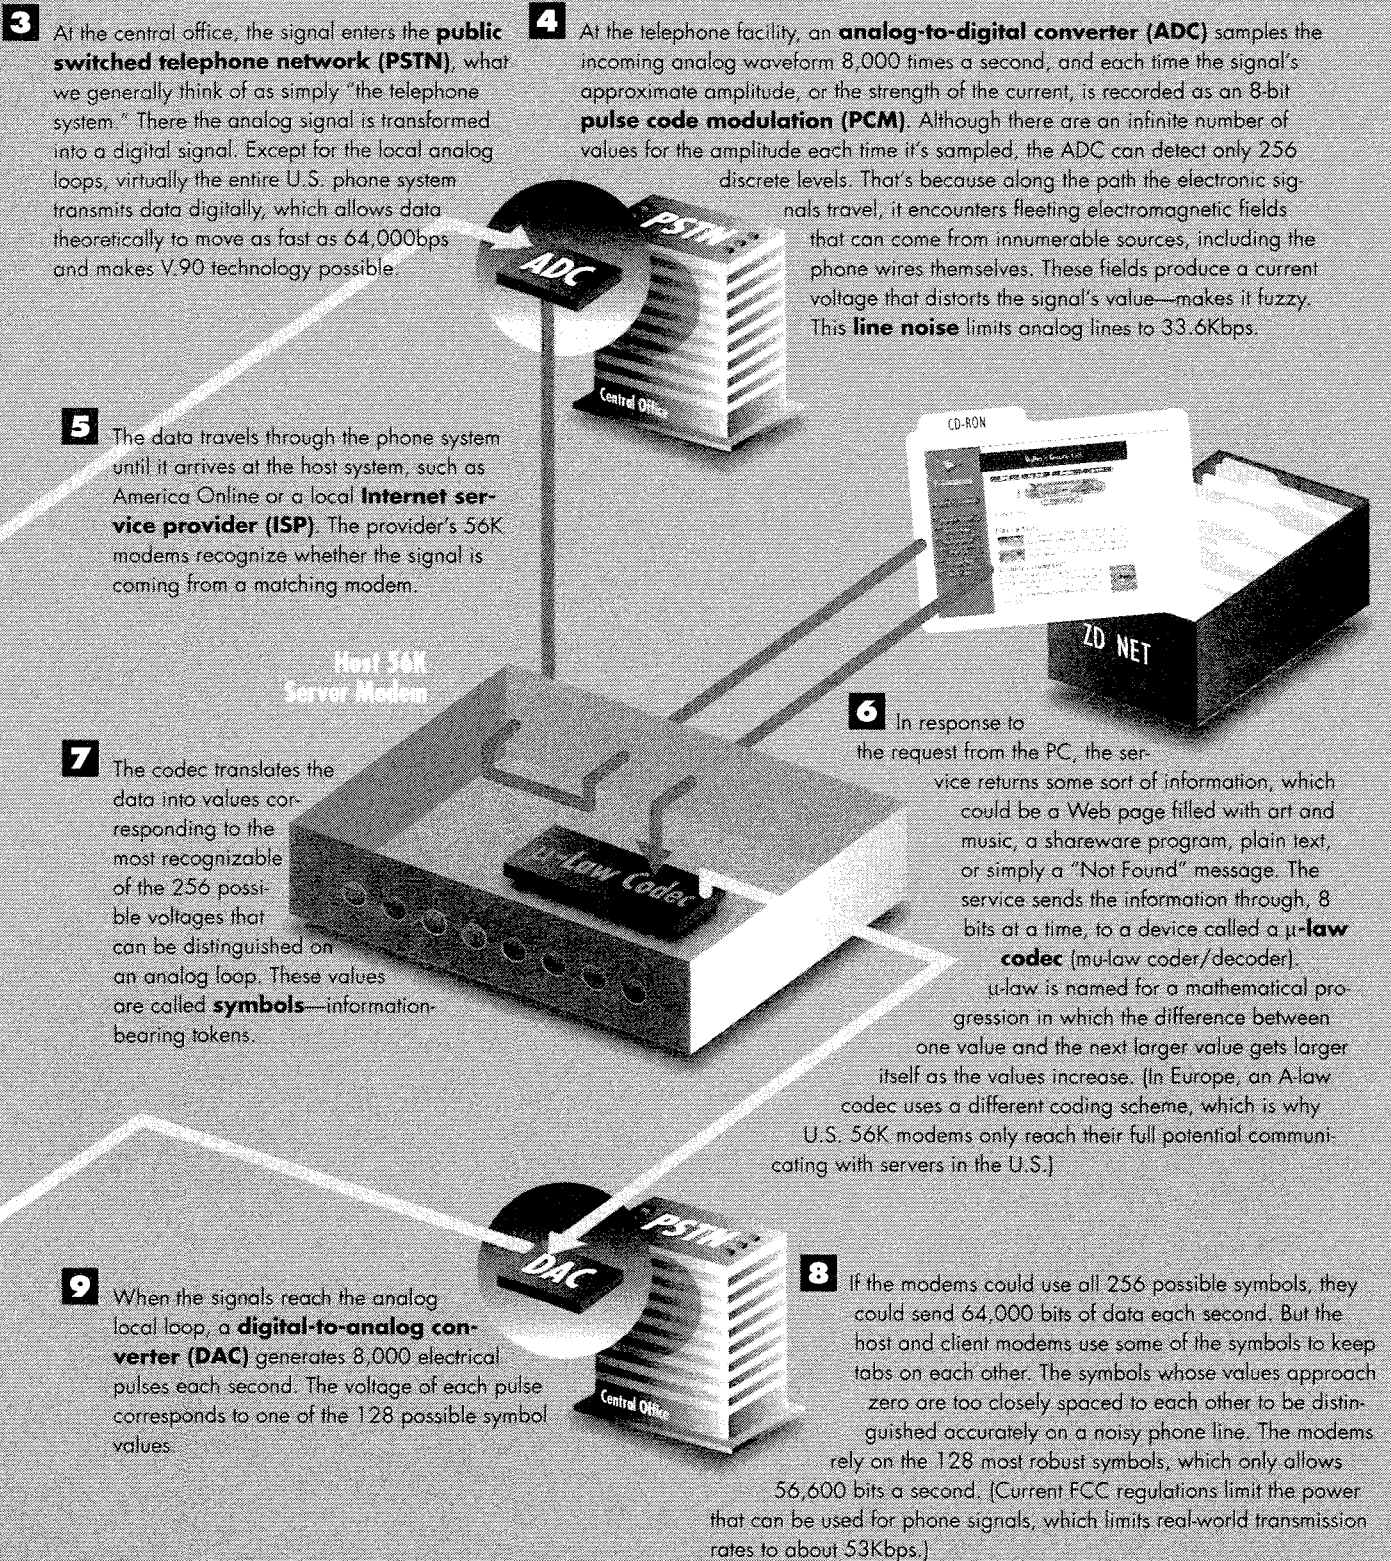 3
At the central office, the signal enters the public
switched telephone network (PSTN), what
we generally think of as simply "the telephone
system." There the analog signal is transformed
into a digital signal. Except for the local analog
loops, virtually the entire U.S. phone system
transmits data digitally, which allows data
theoretically to move as fast as 64,000bps
and makes V.90 technology possible.
4
At the telephone facility, an analog-to-digital converter (ADC) samples the
incoming analog waveform 8,000 times a second, and each time the signal's
approximate amplitude, or the strength of the current, is recorded as an 8-bit
pulse code modulation (PCM). Although there are an infinite number of
values for the amplitude each time it's sampled, the ADC can detect only 256
discrete levels. That's because along the path the electronic sig-
nals travel, it encounters fleeting electromagnetic fields
that can come from innumerable sources, including the
phone wires themselves. These fields produce a current
voltage that distorts the signal's value—makes it fuzzy.
This line noise limits analog lines to 33.6Kbps.
PSTN
ADC
Central Office
5
The data travels through the phone system
until it arrives at the host system, such as
America Online or a local Internet ser-
vice provider (ISP). The provider's 56K
modems recognize whether the signal is
coming from a matching modem.
CD-RON
ZD NET
Host 56K
Server Modem
6
In response to
the request from the PC, the ser-
vice returns some sort of information, which
could be a Web page filled with art and
music, a shareware program, plain text,
or simply a "Not Found" message. The
service sends the information through, 8
bits at a time, to a device called a µ-law
codec (mu-law coder/decoder).
µ-law is named for a mathematical pro-
gression in which the difference between
one value and the next larger value gets larger
itself as the values increase. (In Europe, an A-law
codec uses a different coding scheme, which is why
U.S. 56K modems only reach their full potential communi-
cating with servers in the U.S.)
7
The codec translates the
data into values cor-
responding to the
most recognizable
of the 256 possi-
ble voltages that
can be distinguished on
an analog loop. These values
are called symbols—information-
bearing tokens.
µ-Law Codec
PSTN
DAC
Central Office
8
If the modems could use all 256 possible symbols, they
could send 64,000 bits of data each second. But the
host and client modems use some of the symbols to keep
tabs on each other. The symbols whose values approach
zero are too closely spaced to each other to be distin-
guished accurately on a noisy phone line. The modems
rely on the 128 most robust symbols, which only allows
56,600 bits a second. (Current FCC regulations limit the power
that can be used for phone signals, which limits real-world transmission
rates to about 53Kbps.)
9
When the signals reach the analog
local loop, a digital-to-analog con-
verter (DAC) generates 8,000 electrical
pulses each second. The voltage of each pulse
corresponds to one of the 128 possible symbol
values.